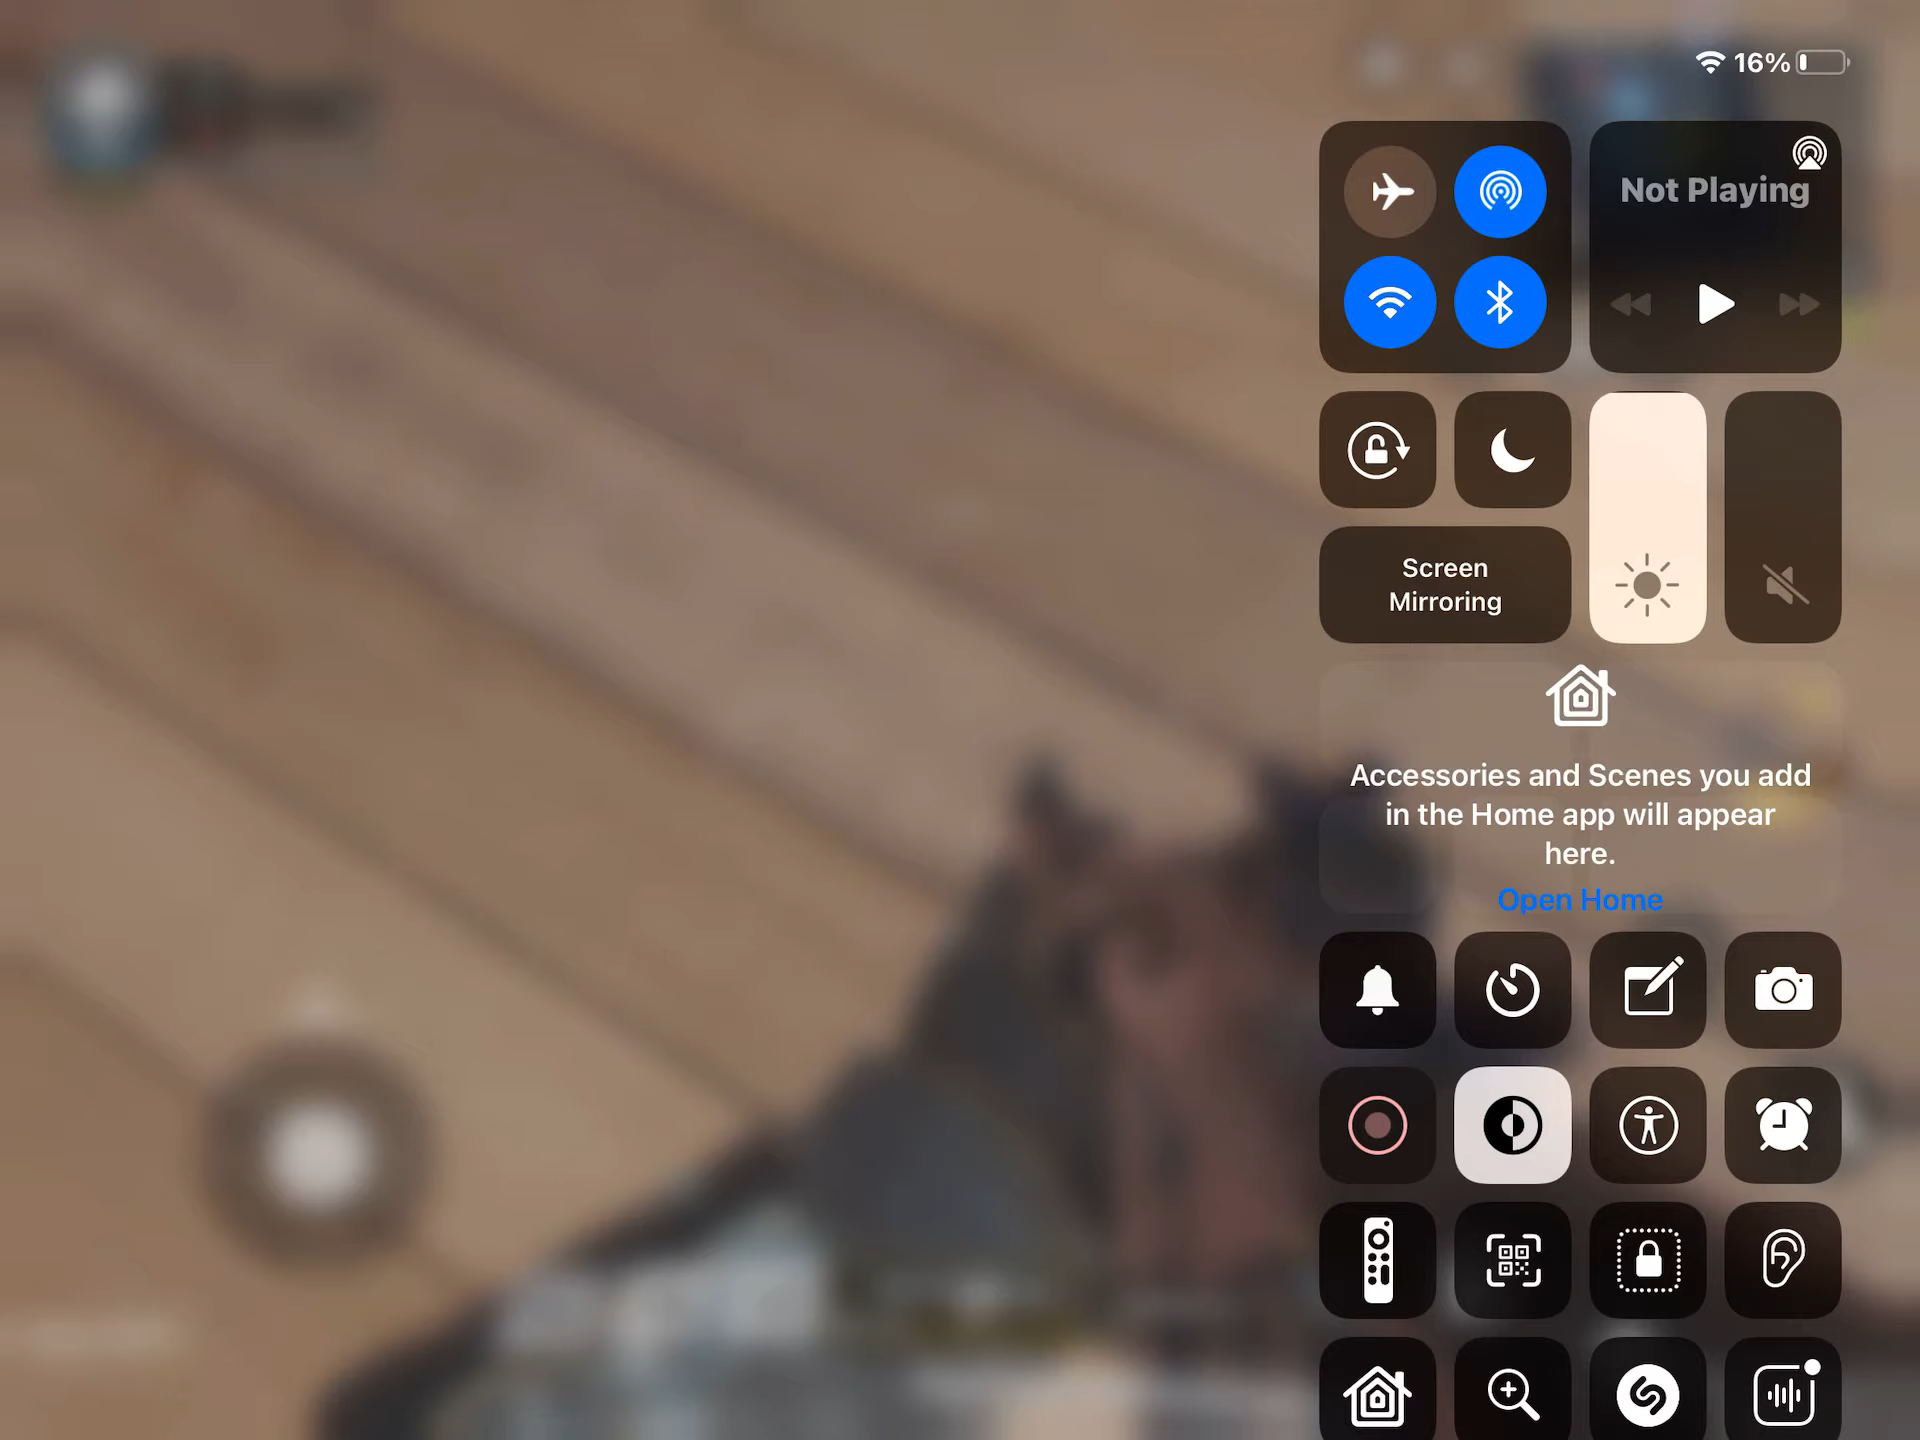 16%
Not Playing
Screen
Mirroring
Accessories and Scenes you add
in the Home app will appear
here.
Open Home